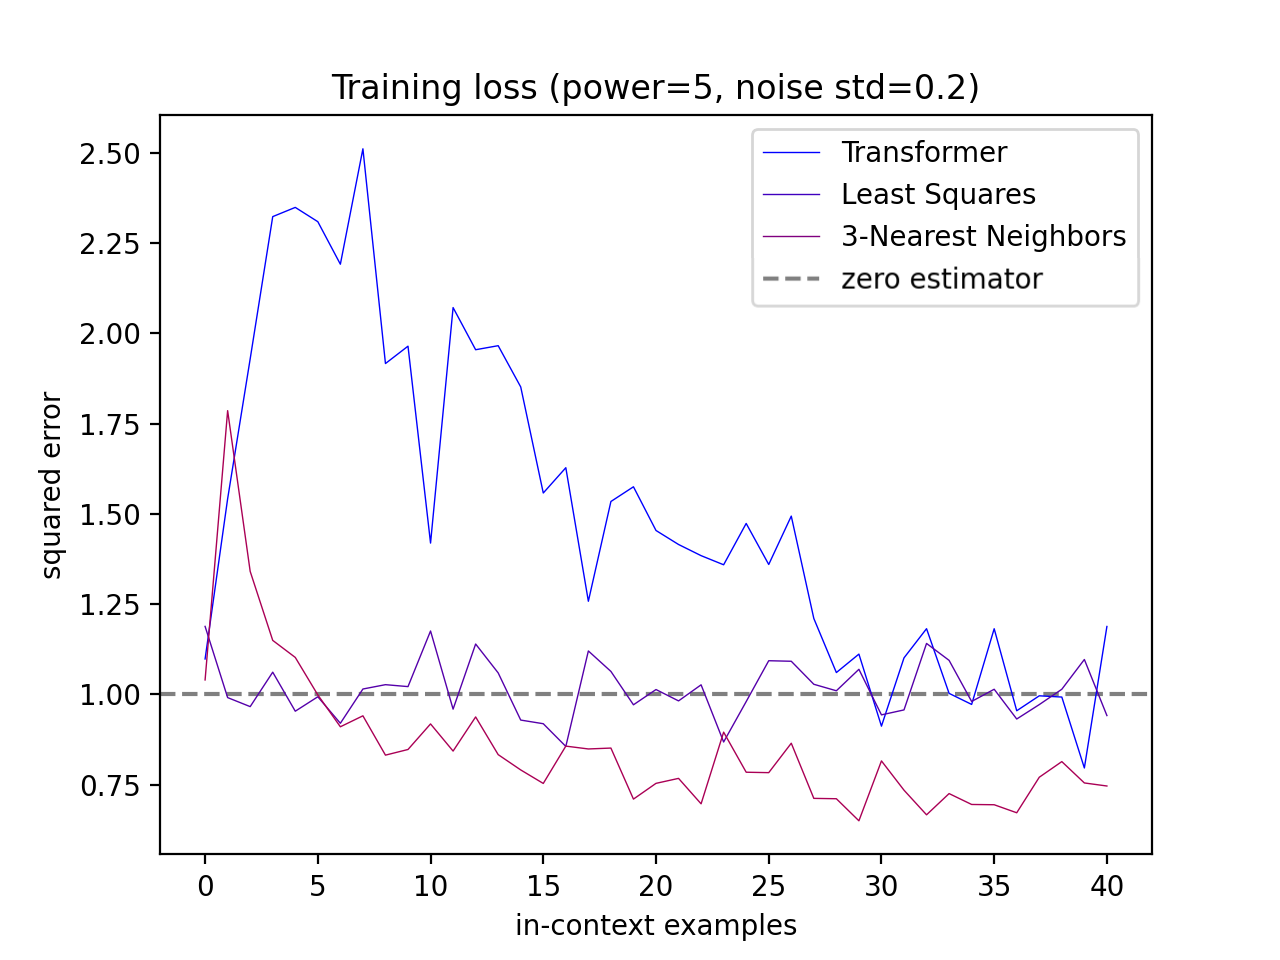 Training loss (power=5, noise std=0.2)
Transformer
Least Squares
3-Nearest Neighbors
zero estimator
squared error
2.50
2.25
2.00
1.75
1.50
1.25
1.00
0.75
0 5 10 15 20 25 30 35 40
in-context examples